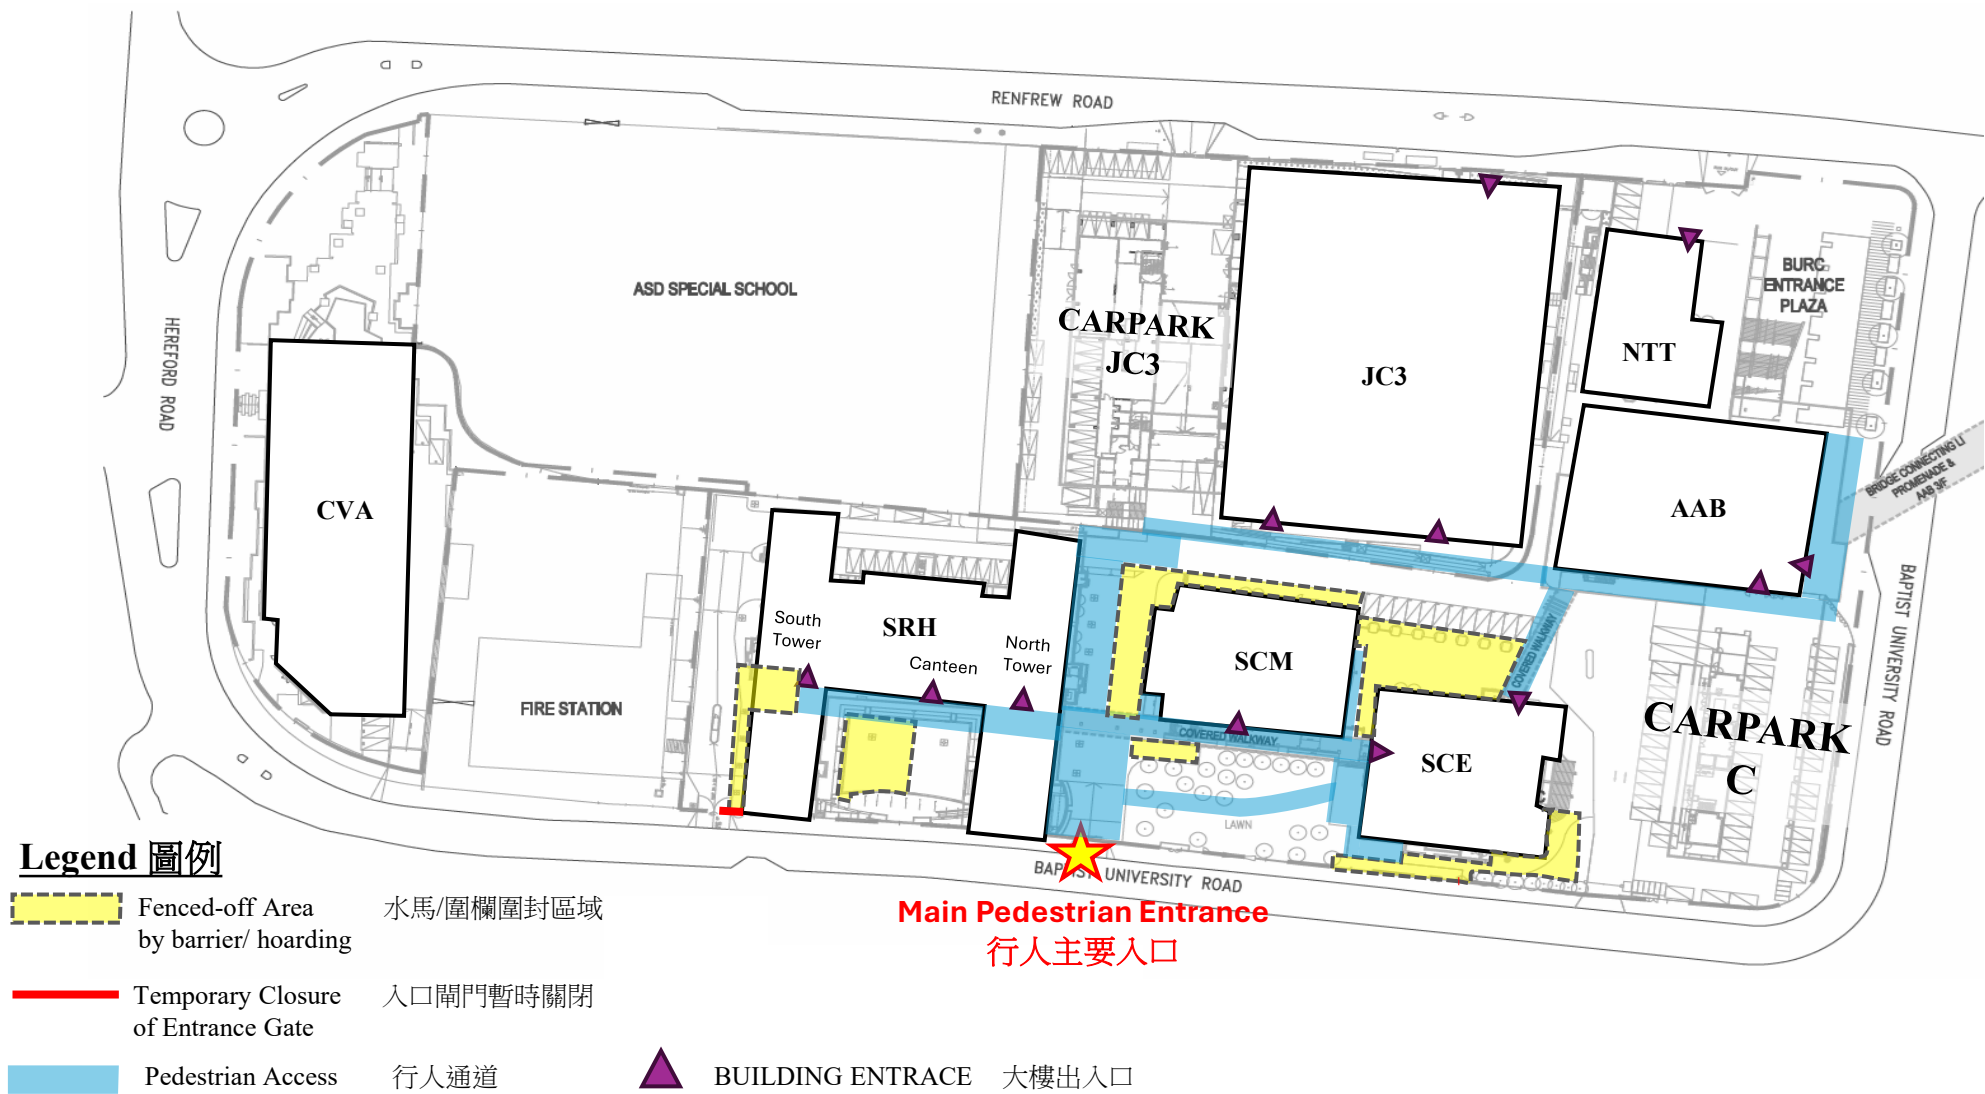 RENFREW ROAD
HEREFORD ROAD
ASD SPECIAL SCHOOL
CARPARK
JC3
JC3
NTT
BURC
ENTRANCE
PLAZA
BRIDGE CONNECTING LI
PROMENADE &
AAB 3/F
AAB
CVA
South
Tower
SRH
Canteen
North
Tower
SCM
COVERED WALKWAY
COVERED WALKWAY
FIRE STATION
SCE
CARPARK
C
LAWN
BAPTIST UNIVERSITY ROAD
BAPTIST UNIVERSITY ROAD
Main Pedestrian Entrance
行人主要入口
Legend 圖例
Fenced-off Area
by barrier/ hoarding
水馬/圍欄圍封區域
Temporary Closure
of Entrance Gate
入口閘門暫時關閉
Pedestrian Access
行人通道
BUILDING ENTRACE
大樓出入口